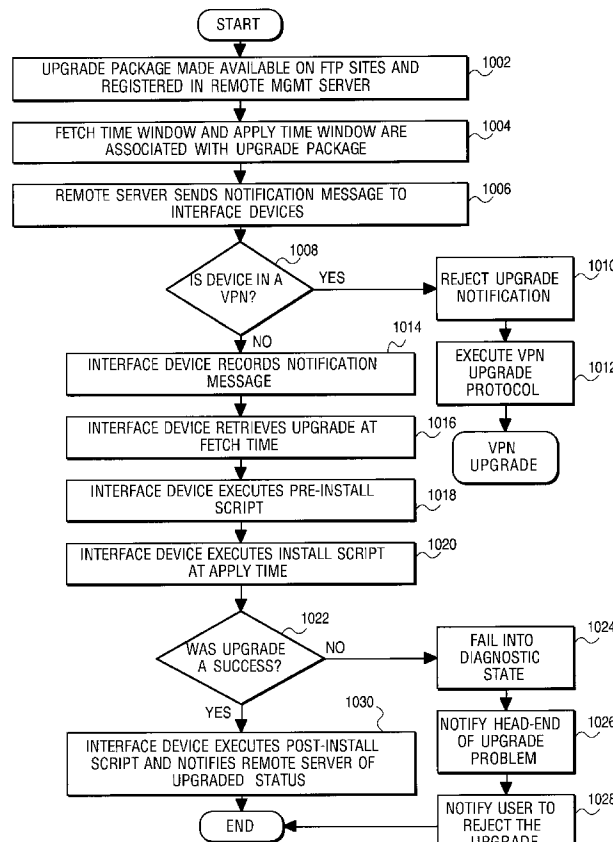 START
UPGRADE PACKAGE MADE AVAILABLE ON FTP SITES AND
REGISTERED IN REMOTE MGMT SERVER
1002
FETCH TIME WINDOW AND APPLY TIME WINDOW ARE
ASSOCIATED WITH UPGRADE PACKAGE
1004
REMOTE SERVER SENDS NOTIFICATION MESSAGE TO
INTERFACE DEVICES
1006
IS DEVICE IN A
VPN?
1008
YES
REJECT UPGRADE
NOTIFICATION
1010
NO
EXECUTE VPN
UPGRADE
PROTOCOL
1012
VPN
UPGRADE
INTERFACE DEVICE RECORDS NOTIFICATION
MESSAGE
1014
INTERFACE DEVICE RETRIEVES UPGRADE AT
FETCH TIME
1016
INTERFACE DEVICE EXECUTES PRE-INSTALL
SCRIPT
1018
INTERFACE DEVICE EXECUTES INSTALL SCRIPT
AT APPLY TIME
1020
WAS UPGRADE
A SUCCESS?
1022
NO
FAIL INTO
DIAGNOSTIC
STATE
1024
YES
NOTIFY HEAD-END
OF UPGRADE
PROBLEM
1026
INTERFACE DEVICE EXECUTES POST-INSTALL
SCRIPT AND NOTIFIES REMOTE SERVER OF
UPGRADED STATUS
1030
NOTIFY USER TO
REJECT THE
UPGRADE
1028
END